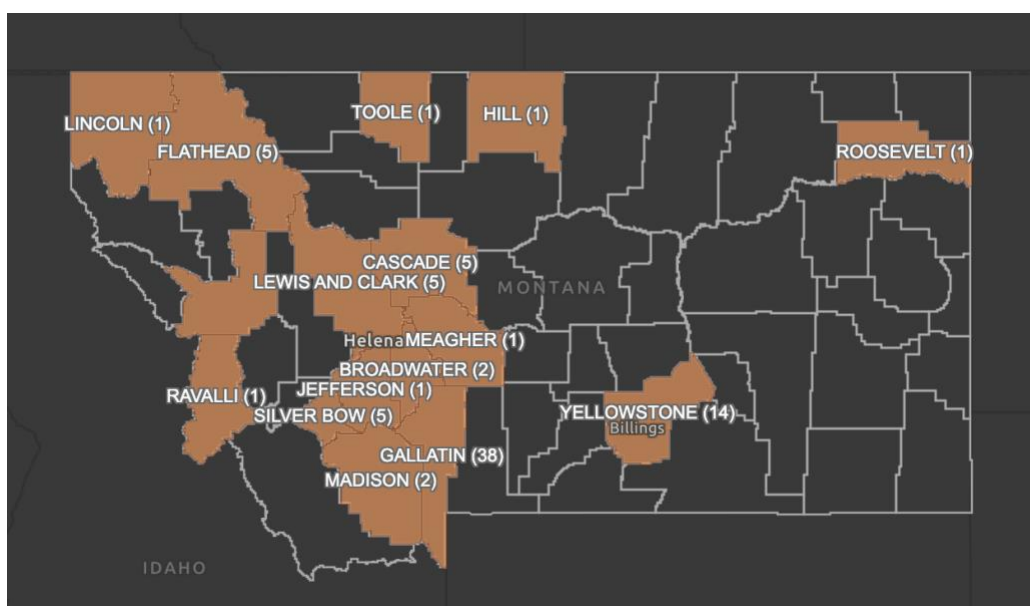 TOOLE (1)
HILL (1)
LINCOLN (1)
FLATHEAD (5)
ROOSEVELT (1)
CASCADE (5)
LEWIS AND CLARK (5)
MONTANA
Helena
MEAGHER (1)
BROADWATER (2)
JEFFERSON (1)
RAVALLI (1)
SILVER BOW (5)
YELLOWSTONE (14)
Billings
GALLATIN (38)
MADISON (2)
IDAHO